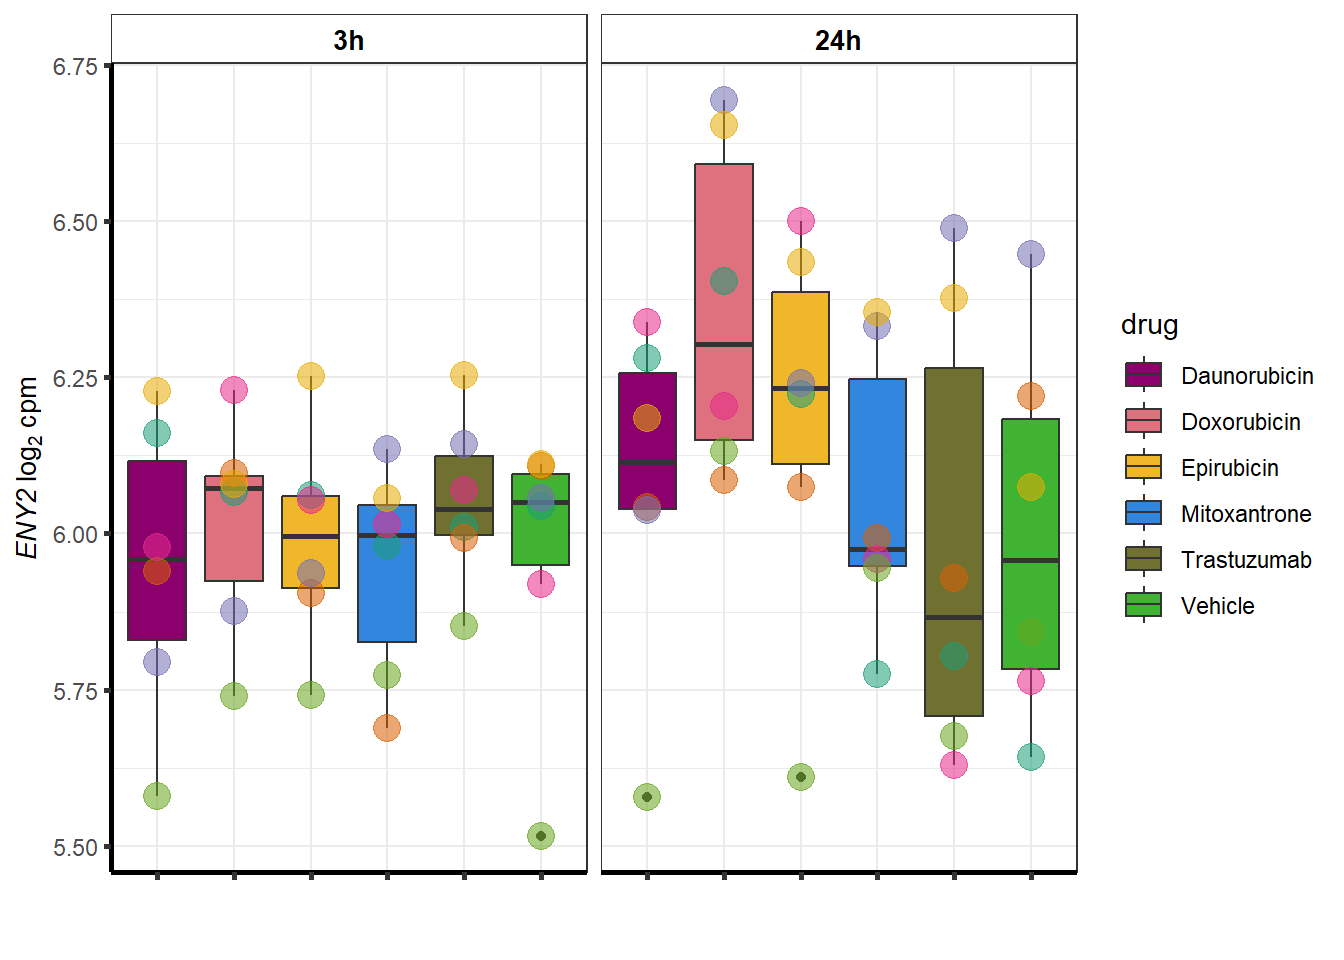 3h
24h
6.75
6.50
6.25
6.00
5.75
5.50
ENY2 log₂ cpm
drug
Daunorubicin
Doxorubicin
Epirubicin
Mitoxantrone
Trastuzumab
Vehicle